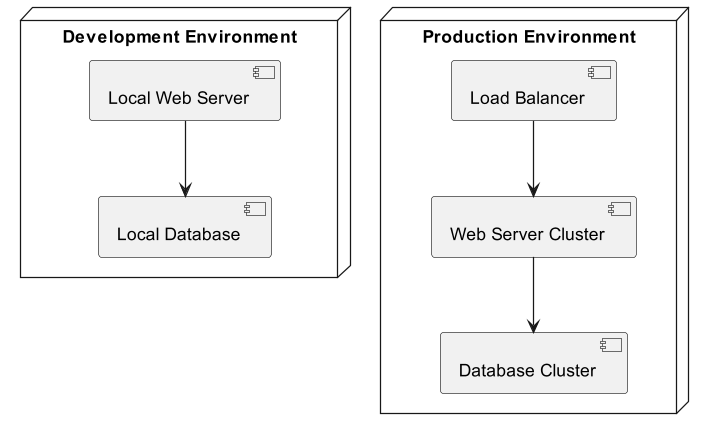 Development Environment
Local Web Server
Local Database
Production Environment
Load Balancer
Web Server Cluster
Database Cluster